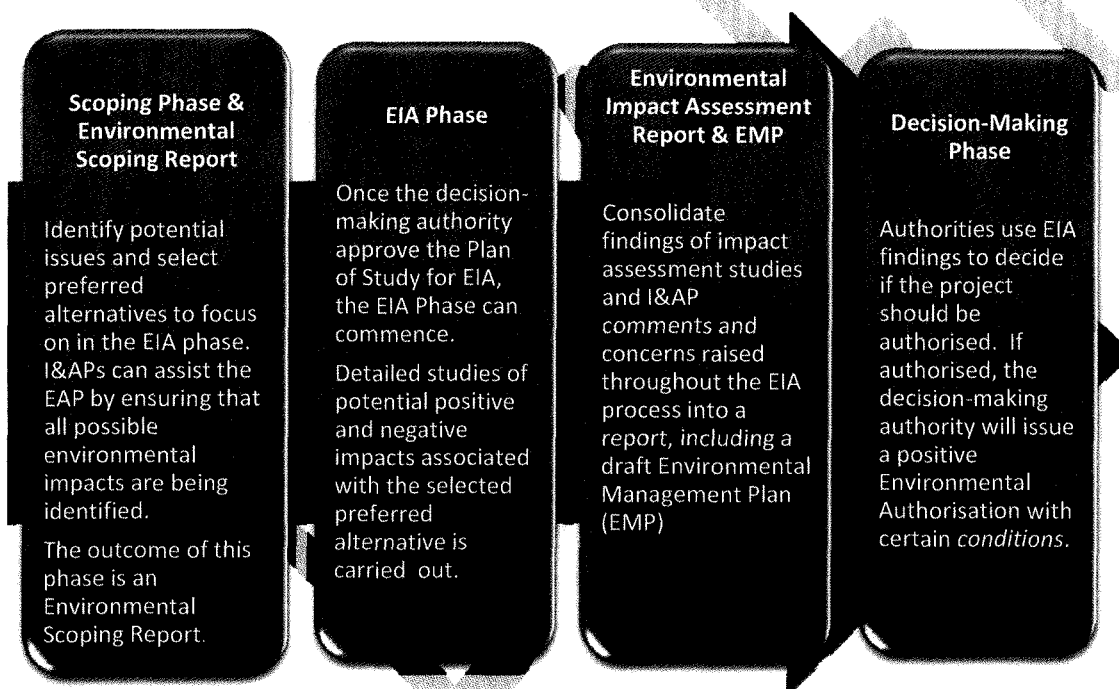 Scoping Phase &
Environmental
Scoping Report
Identify potential
issues and select
preferred
alternatives to focus
on in the EIA phase.
I&APs can assist the
EAP by ensuring that
all possible
environmental
impacts are being
identified.
The outcome of this
phase is an
Environmental
Scoping Report.
EIA Phase
Once the decision-
making authority
approve the Plan
of Study for EIA,
the EIA Phase can
commence.
Detailed studies of
potential positive
and negative
impacts associated
with the selected
preferred
alternative is
carried out.
Environmental
Impact Assessment
Report & EMP
Consolidate
findings of impact
assessment studies
and I&AP
comments and
concerns raised
throughout the EIA
process into a
report, including a
draft Environmental
Management Plan
(EMP)
Decision-Making
Phase
Authorities use EIA
findings to decide
if the project
should be
authorised. If
authorised, the
decision-making
authority will issue
a positive
Environmental
Authorisation with
certain conditions.